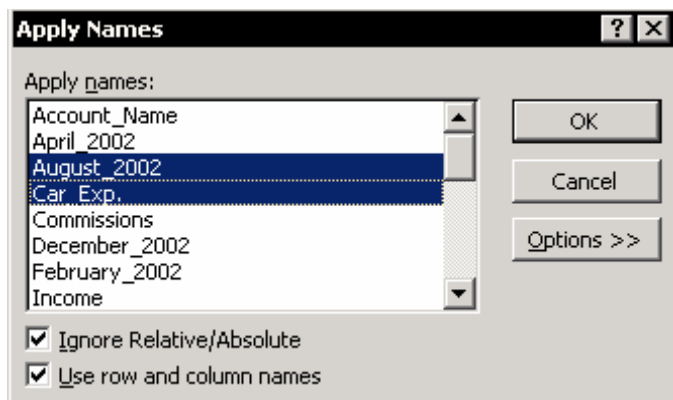 Apply Names
Apply names:
Account_Name
April_2002
August_2002
Car_Exp.
Commissions
December_2002
February_2002
Income
OK
Cancel
Options >>
Ignore Relative/Absolute
Use row and column names